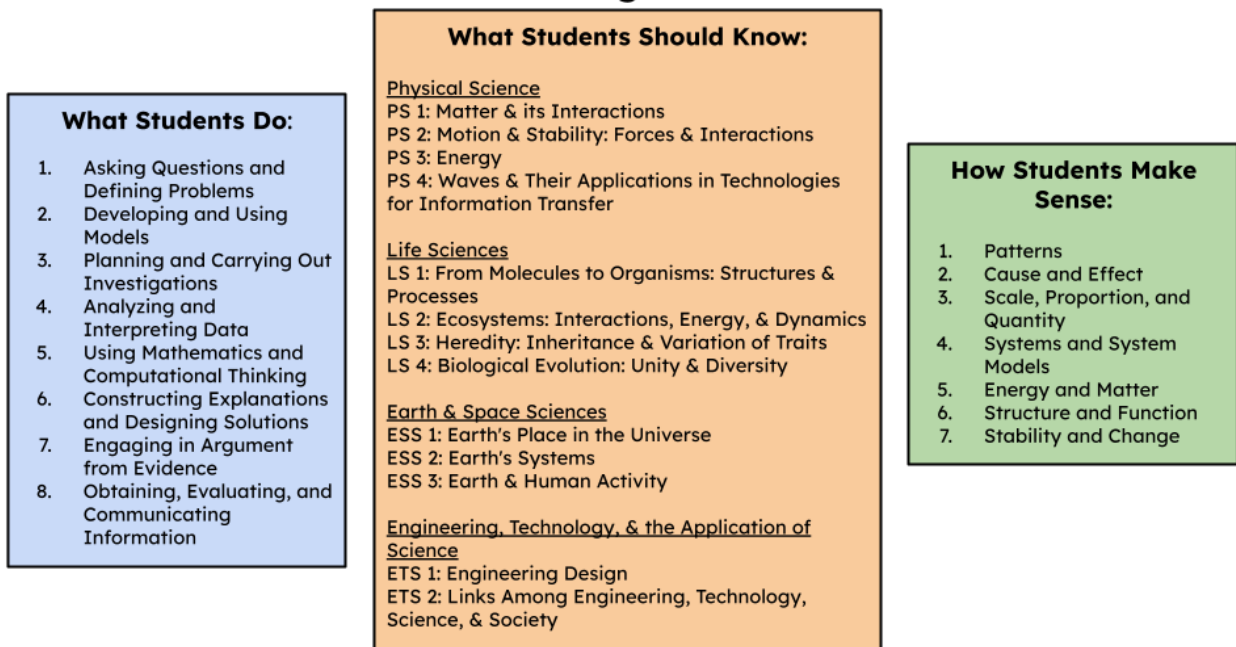 What Students Do:
1. Asking Questions and
Defining Problems
2. Developing and Using
Models
3. Planning and Carrying Out
Investigations
4. Analyzing and
Interpreting Data
5. Using Mathematics and
Computational Thinking
6. Constructing Explanations
and Designing Solutions
7. Engaging in Argument
from Evidence
8. Obtaining, Evaluating, and
Communicating
Information
What Students Should Know:
Physical Science
PS 1: Matter & its Interactions
PS 2: Motion & Stability: Forces & Interactions
PS 3: Energy
PS 4: Waves & Their Applications in Technologies
for Information Transfer
Life Sciences
LS 1: From Molecules to Organisms: Structures &
Processes
LS 2: Ecosystems: Interactions, Energy, & Dynamics
LS 3: Heredity: Inheritance & Variation of Traits
LS 4: Biological Evolution: Unity & Diversity
Earth & Space Sciences
ESS 1: Earth's Place in the Universe
ESS 2: Earth's Systems
ESS 3: Earth & Human Activity
Engineering, Technology, & the Application of
Science
ETS 1: Engineering Design
ETS 2: Links Among Engineering, Technology,
Science, & Society
How Students Make
Sense:
1. Patterns
2. Cause and Effect
3. Scale, Proportion, and
Quantity
4. Systems and System
Models
5. Energy and Matter
6. Structure and Function
7. Stability and Change